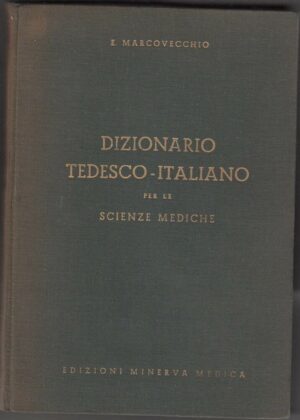 E. MARCOVECCHIO
DIZIONARIO
TEDESCO-ITALIANO
PER LE
SCIENZE MEDICHE
EDIZIONI MINERVA MEDICA